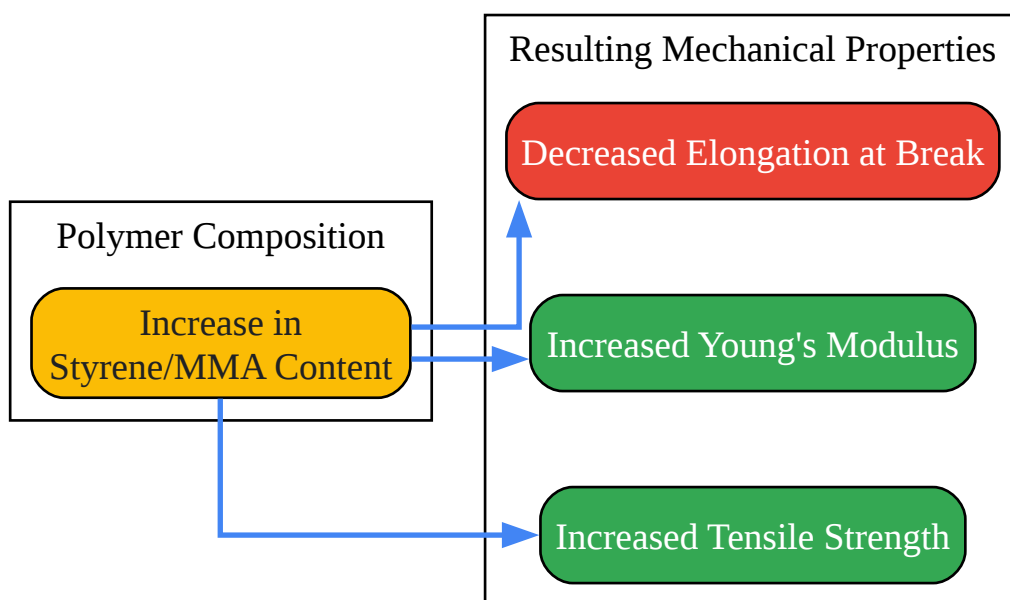 Polymer Composition
Increase in
Styrene/MMA Content
Resulting Mechanical Properties
Decreased Elongation at Break
Increased Young's Modulus
Increased Tensile Strength